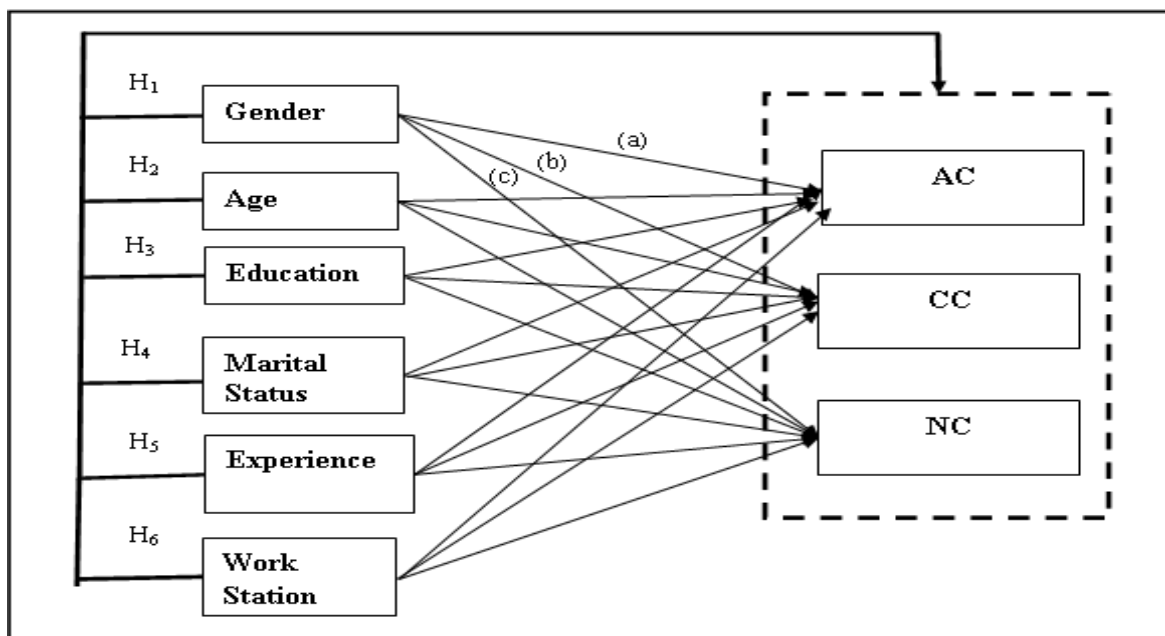 H₁
Gender
(a)
(b)
(c)
AC
H₂
Age
H₃
Education
CC
H₄
Marital
Status
NC
H₅
Experience
H₆
Work
Station